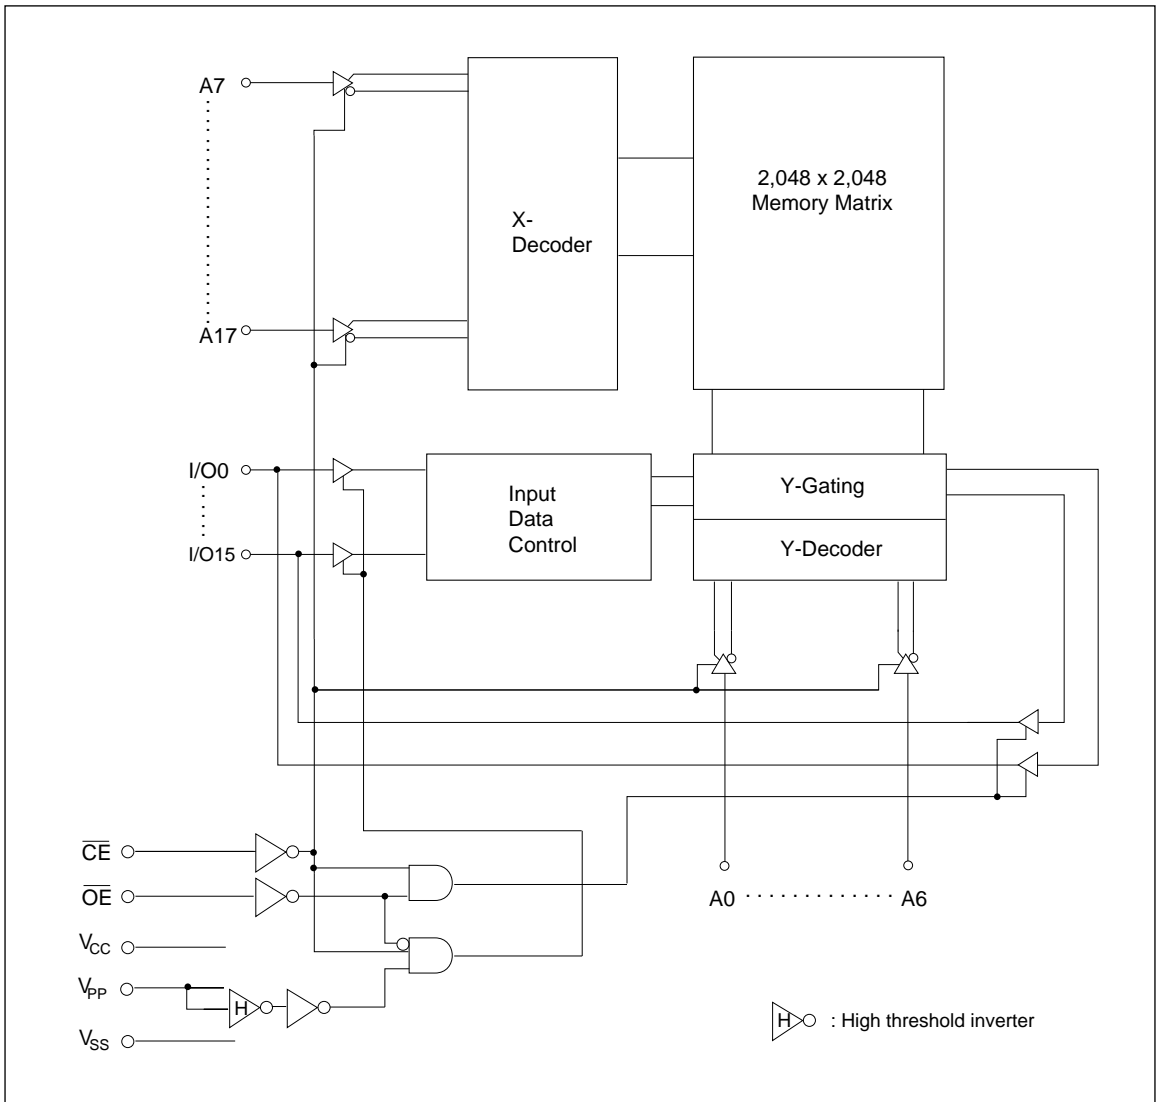 A7
A17
X-
Decoder
2,048 x 2,048
Memory Matrix
I/O0
I/O15
Input
Data
Control
Y-Gating
Y-Decoder
CE
OE
VCC
VPP
VSS
H
A0
A6
H : High threshold inverter